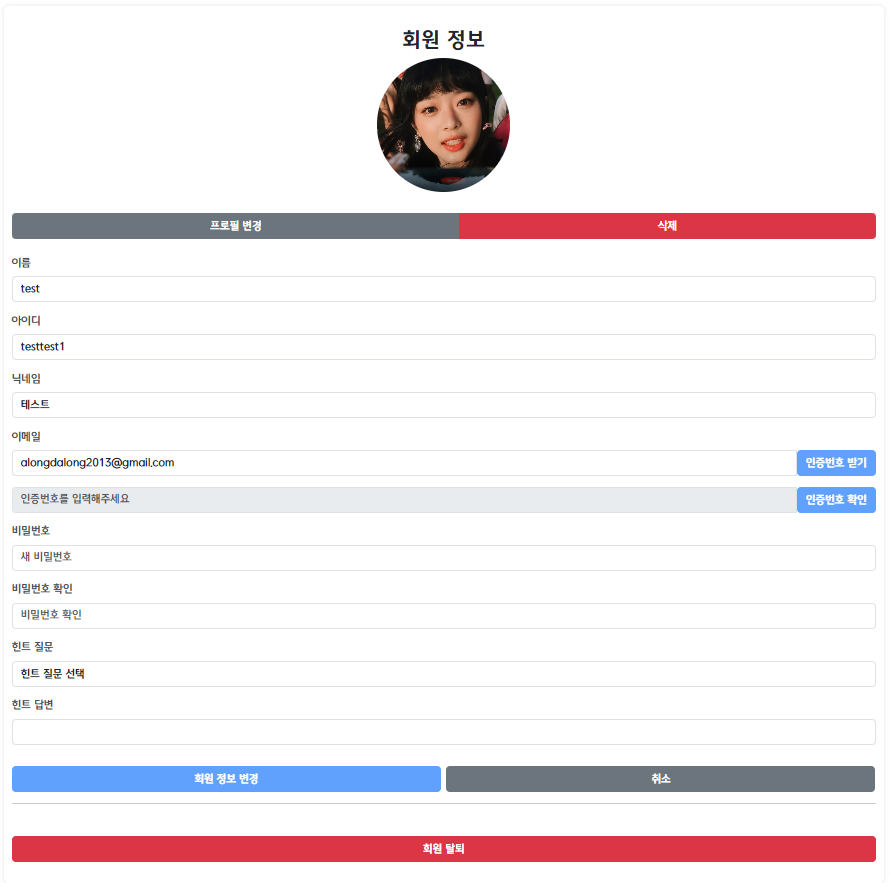 회원 정보
프로필 변경 삭제
이름
test
아이디
testtest1
닉네임
테스트
이메일
alongdalong2013@gmail.com 인증번호 받기
인증번호를 입력해주세요 인증번호 확인
비밀번호
새 비밀번호
비밀번호 확인
비밀번호 확인
힌트 질문
힌트 질문 선택
힌트 답변
회원 정보 변경 취소
회원 탈퇴